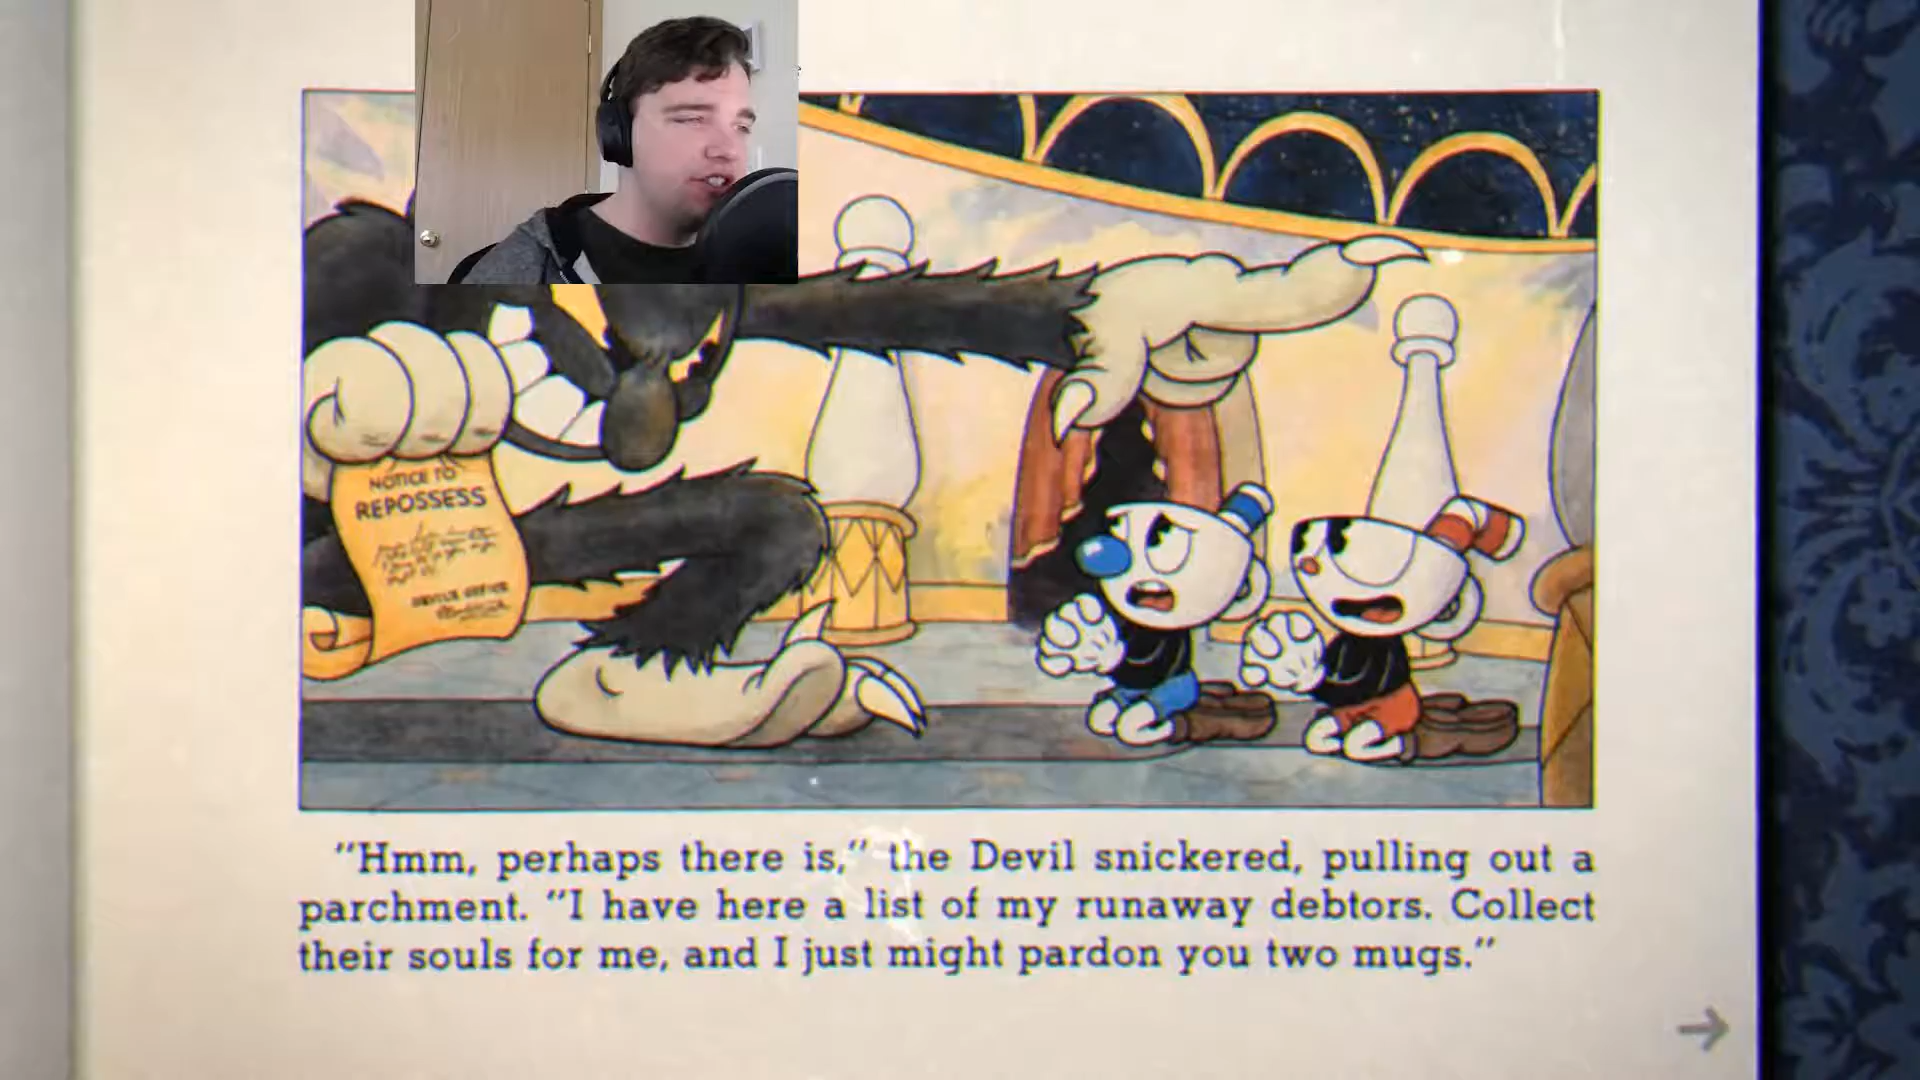 NOTICE TO
REPOSSESS
"Hmm, perhaps there is," the Devil snickered, pulling out a
parchment. "I have here a list of my runaway debtors. Collect
their souls for me, and I just might pardon you two mugs."